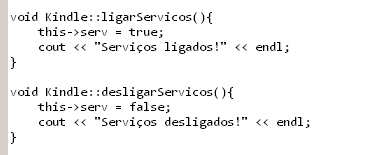 void Kindle::ligarServicos(){
    this->serv = true;
    cout << "Serviços ligados!" << endl;
}
void Kindle::desligarServicos(){
    this->serv = false;
    cout << "Serviços desligados!" << endl;
}